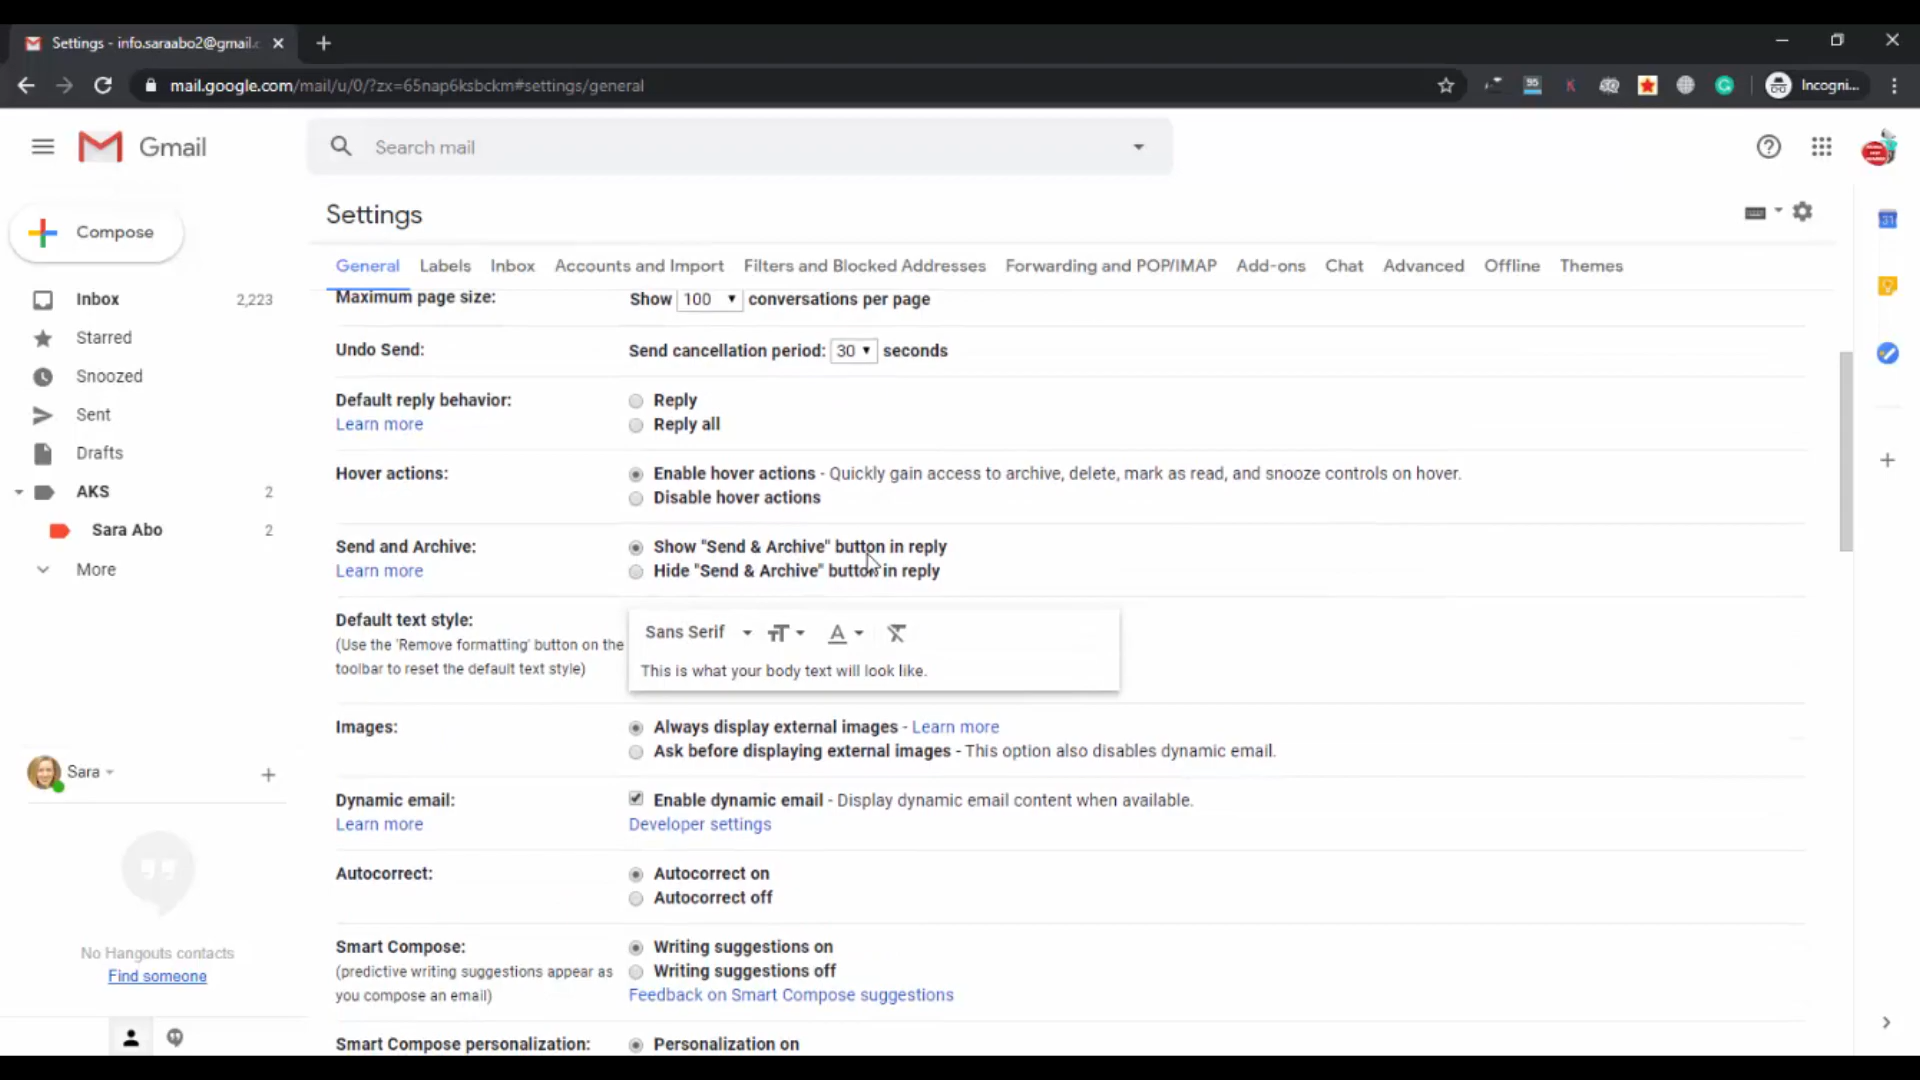 Settings - info.saraabo2@gmail.c
mail.google.com/mail/u/0/?zx=65nap6ksbckm#settings/general
95
Incogni...
Gmail
Search mail
Compose
Settings
General Labels Inbox Accounts and Import Filters and Blocked Addresses Forwarding and POP/IMAP Add-ons Chat Advanced Offline Themes
Inbox 2,223
Starred
Snoozed
Sent
Drafts
AKS 2
Sara Abo 2
More
Sara
No Hangouts contacts
Find someone
Maximum page size: Show 100 conversations per page
Undo Send: Send cancellation period: 30 seconds
Default reply behavior: Reply
Learn more Reply all
Hover actions: Enable hover actions - Quickly gain access to archive, delete, mark as read, and snooze controls on hover.
Disable hover actions
Send and Archive: Show "Send & Archive" button in reply
Learn more Hide "Send & Archive" button in reply
Default text style:
(Use the 'Remove formatting' button on the
toolbar to reset the default text style)
Sans Serif
This is what your body text will look like.
Images: Always display external images - Learn more
Ask before displaying external images - This option also disables dynamic email.
Dynamic email: Enable dynamic email - Display dynamic email content when available.
Learn more Developer settings
Autocorrect: Autocorrect on
Autocorrect off
Smart Compose: Writing suggestions on
(predictive writing suggestions appear as Writing suggestions off
you compose an email) Feedback on Smart Compose suggestions
Smart Compose personalization: Personalization on
31